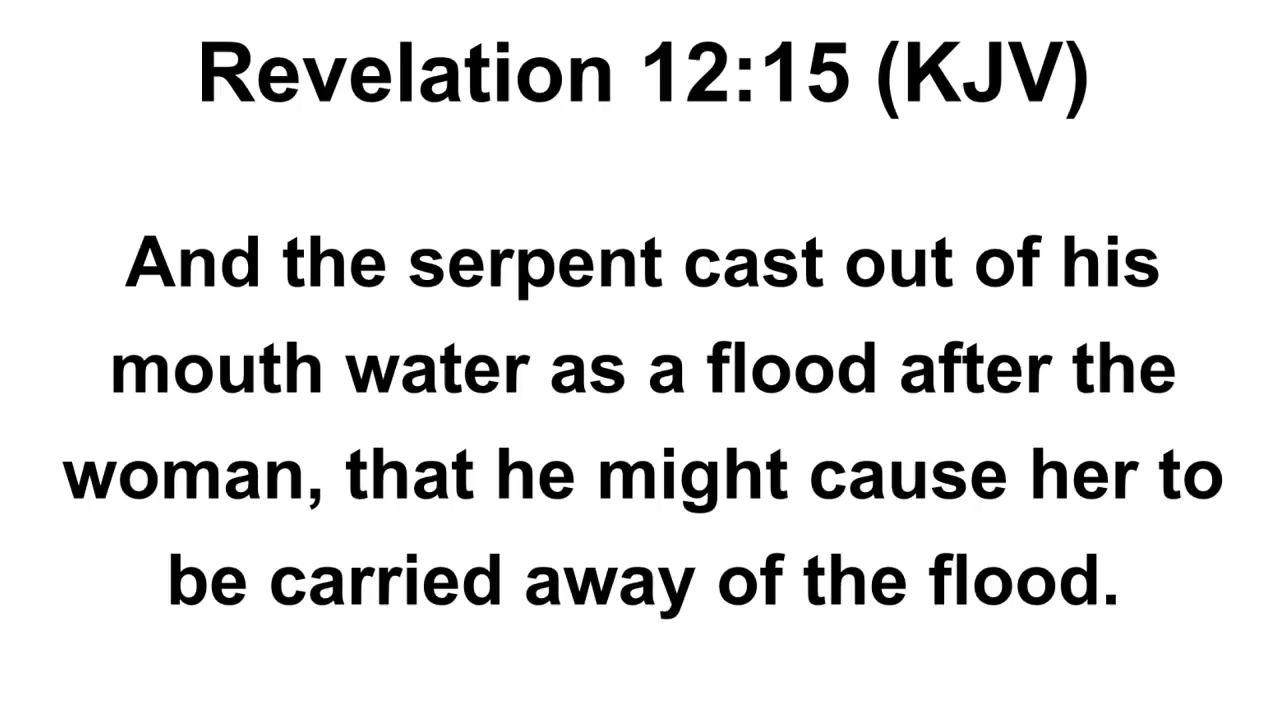 Revelation 12:15 (KJV)
And the serpent cast out of his
mouth water as a flood after the
woman, that he might cause her to
be carried away of the flood.